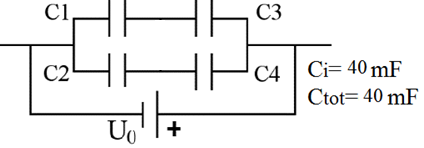 C1 C3
C2 C4
Ci= 40 mF
Ctot= 40 mF
U0 +